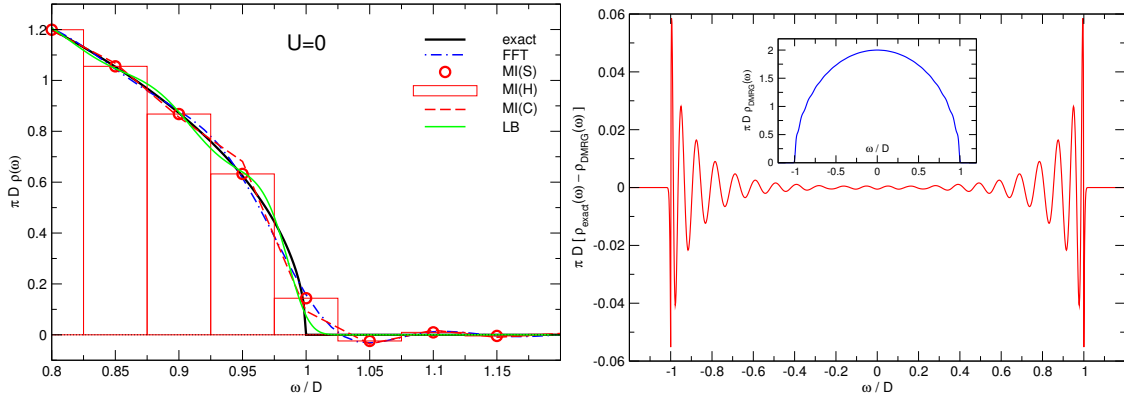 U=0
exact
FFT
MI(S)
MI(H)
MI(C)
LB
π D ρ(ω)
1.2
1
0.8
0.6
0.4
0.2
0
0.8 0.85 0.9 0.95 1 1.05 1.1 1.15
ω / D
π D [ ρexact(ω) − ρDMRG(ω) ]
0.06
0.04
0.02
0
-0.02
-0.04
-0.06
-1 -0.8 -0.6 -0.4 -0.2 0 0.2 0.4 0.6 0.8 1
ω / D
π D ρDMRG(ω)
2
1.5
1
0.5
0
-1 -0.5 0 0.5 1
ω / D